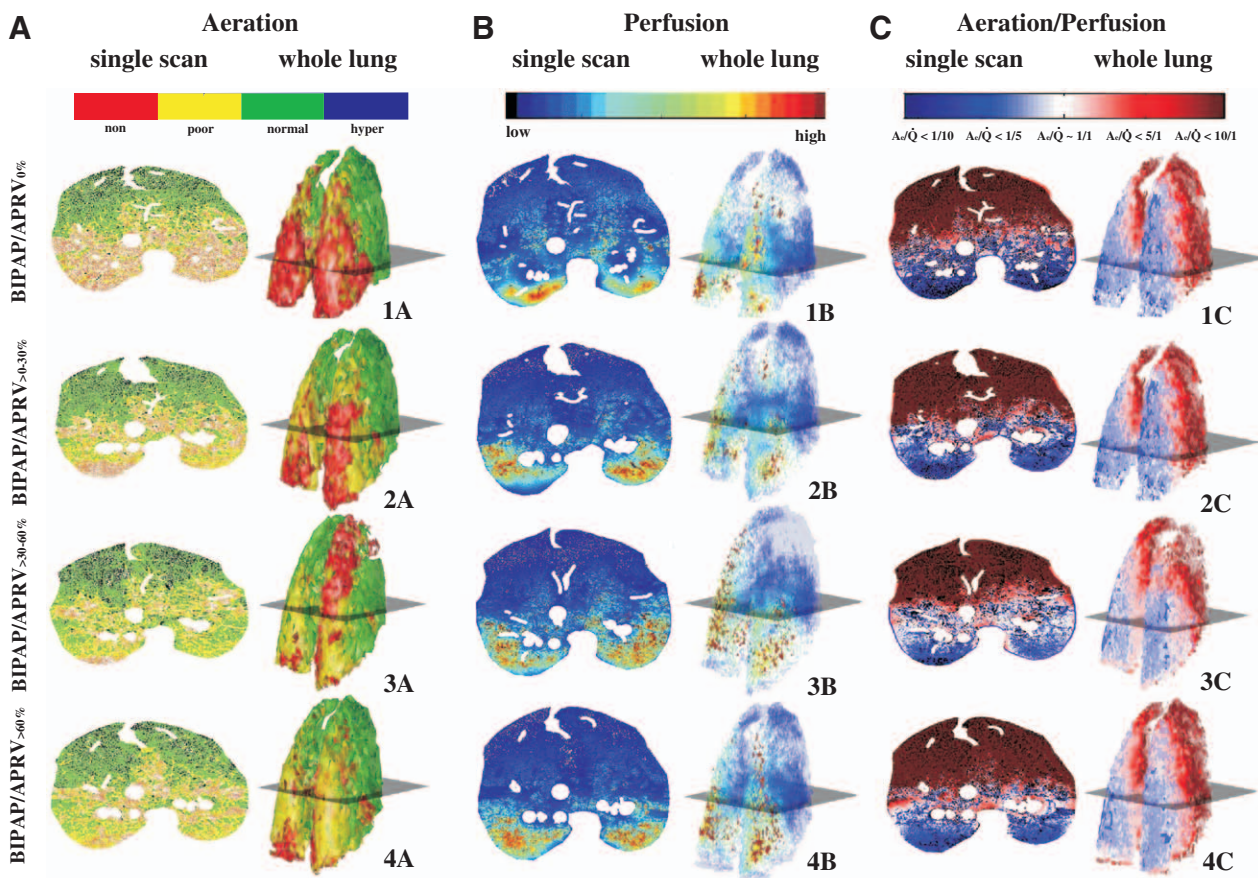 A Aeration B Perfusion C Aeration/Perfusion
single scan whole lung single scan whole lung single scan whole lung
non poor normal hyper
low high
Ae/Q̇ < 1/10 Ae/Q̇ < 1/5 Ae/Q̇ ~ 1/1 Ae/Q̇ < 5/1 Ae/Q̇ < 10/1
BIPAP/APRV0%
1A 1B 1C
BIPAP/APRV>0-30%
2A 2B 2C
BIPAP/APRV>30-60%
3A 3B 3C
BIPAP/APRV>60%
4A 4B 4C